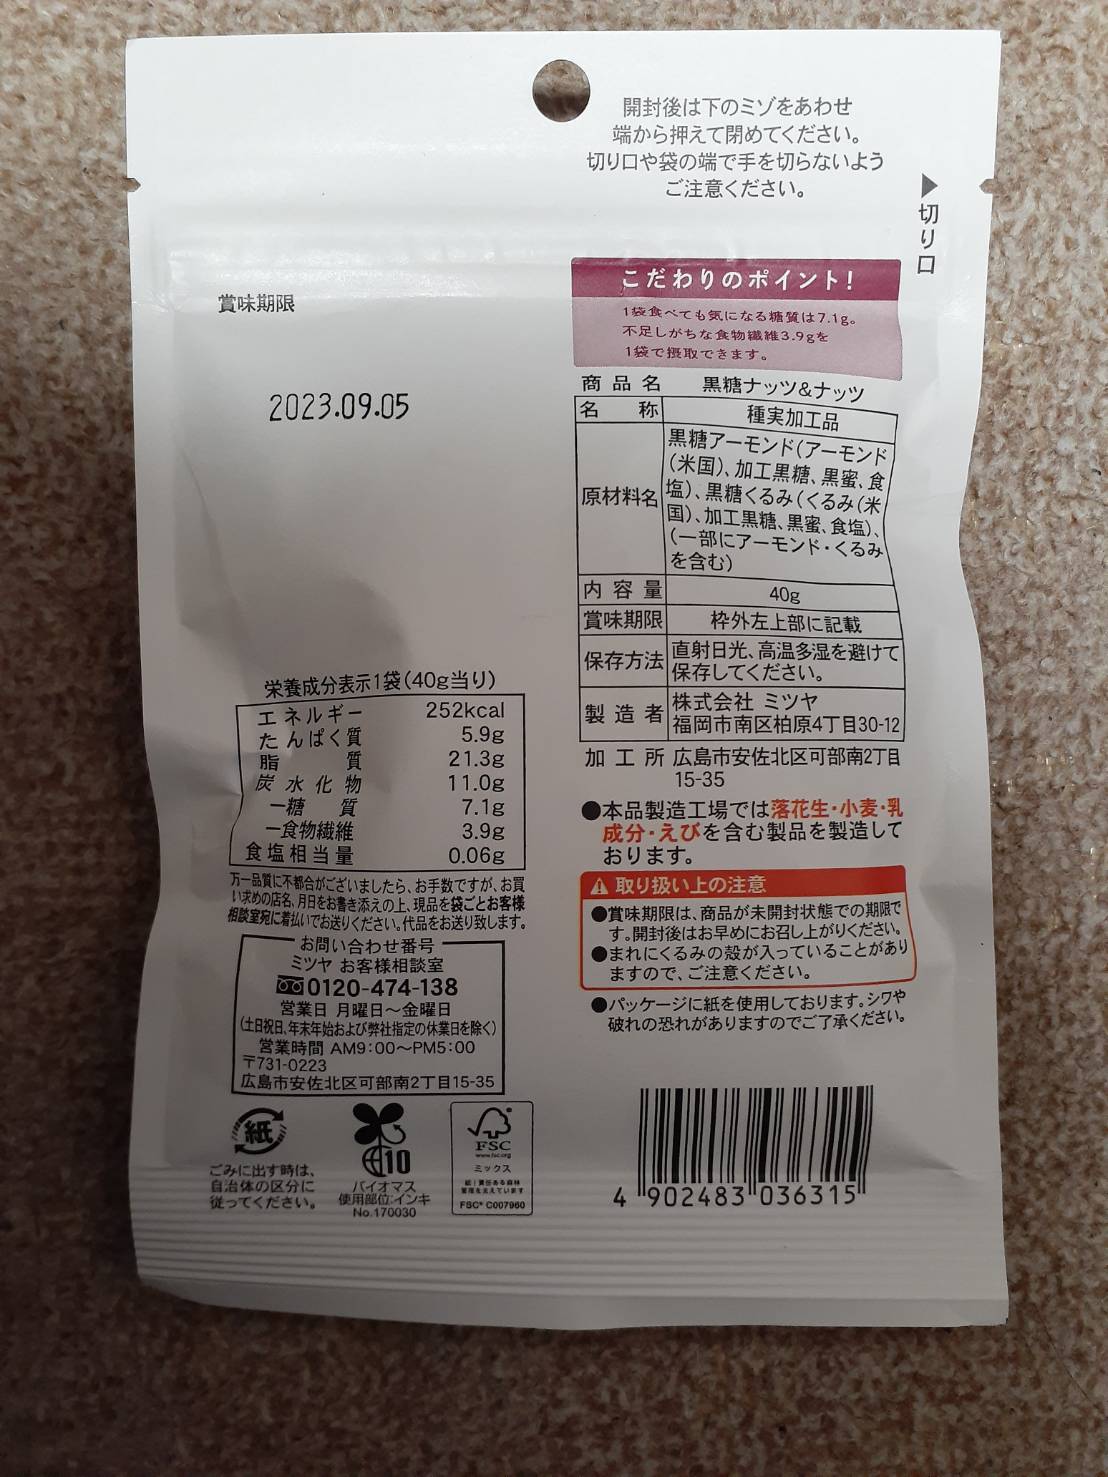 開封後は下のミゾをあわせ
端から押えて閉めてください。
切り口や袋の端で手を切らないよう
ご注意ください。
▶切り口
賞味期限
2023.09.05
こだわりのポイント!
1袋食べても気になる糖質は7.1g。
不足しがちな食物繊維3.9gを
1袋で摂取できます。
商品名 黒糖ナッツ&ナッツ
名称 種実加工品
原材料名 黒糖アーモンド(アーモンド
(米国)、加工黒糖、黒蜜、食
塩)、黒糖くるみ(くるみ(米
国)、加工黒糖、黒蜜、食塩)、
(一部にアーモンド・くるみ
を含む)
内容量 40g
賞味期限 枠外左上部に記載
保存方法 直射日光、高温多湿を避けて
保存してください。
製造者 株式会社 ミツヤ
福岡市南区柏原4丁目30-12
加工所 広島市安佐北区可部南2丁目
15-35
●本品製造工場では落花生・小麦・乳
成分・えびを含む製品を製造して
おります。
取り扱い上の注意
●賞味期限は、商品が未開封状態での期限で
す。開封後はお早めにお召し上がりください。
●まれにくるみの殻が入っていることがあり
ますので、ご注意ください。
●パッケージに紙を使用しております。シワや
破れの恐れがありますのでご了承ください。
栄養成分表示1袋(40g当り)
エネルギー 252kcal
たんぱく質 5.9g
脂質 21.3g
炭水化物 11.0g
ー糖質 7.1g
ー食物繊維 3.9g
食塩相当量 0.06g
万一品質に不都合がございましたら、お手数ですが、お買
い求めの店名、月日をお書き添えの上、現品を袋ごとお客様
相談室宛に着払いでお送りください。代品をお送り致します。
お問い合わせ番号
ミツヤ お客様相談室
0120-474-138
営業日 月曜日～金曜日
(土日祝日、年末年始および弊社指定の休業日を除く)
営業時間 AM9:00～PM5:00
〒731-0223
広島市安佐北区可部南2丁目15-35
紙
ごみに出す時は、
自治体の区分に
従ってください。
10
バイオマス
使用部位:インキ
No.170030
FSC
www.fsc.org
ミックス
紙|責任ある森林
管理を支えています
FSC® C007960
4 902483 036315